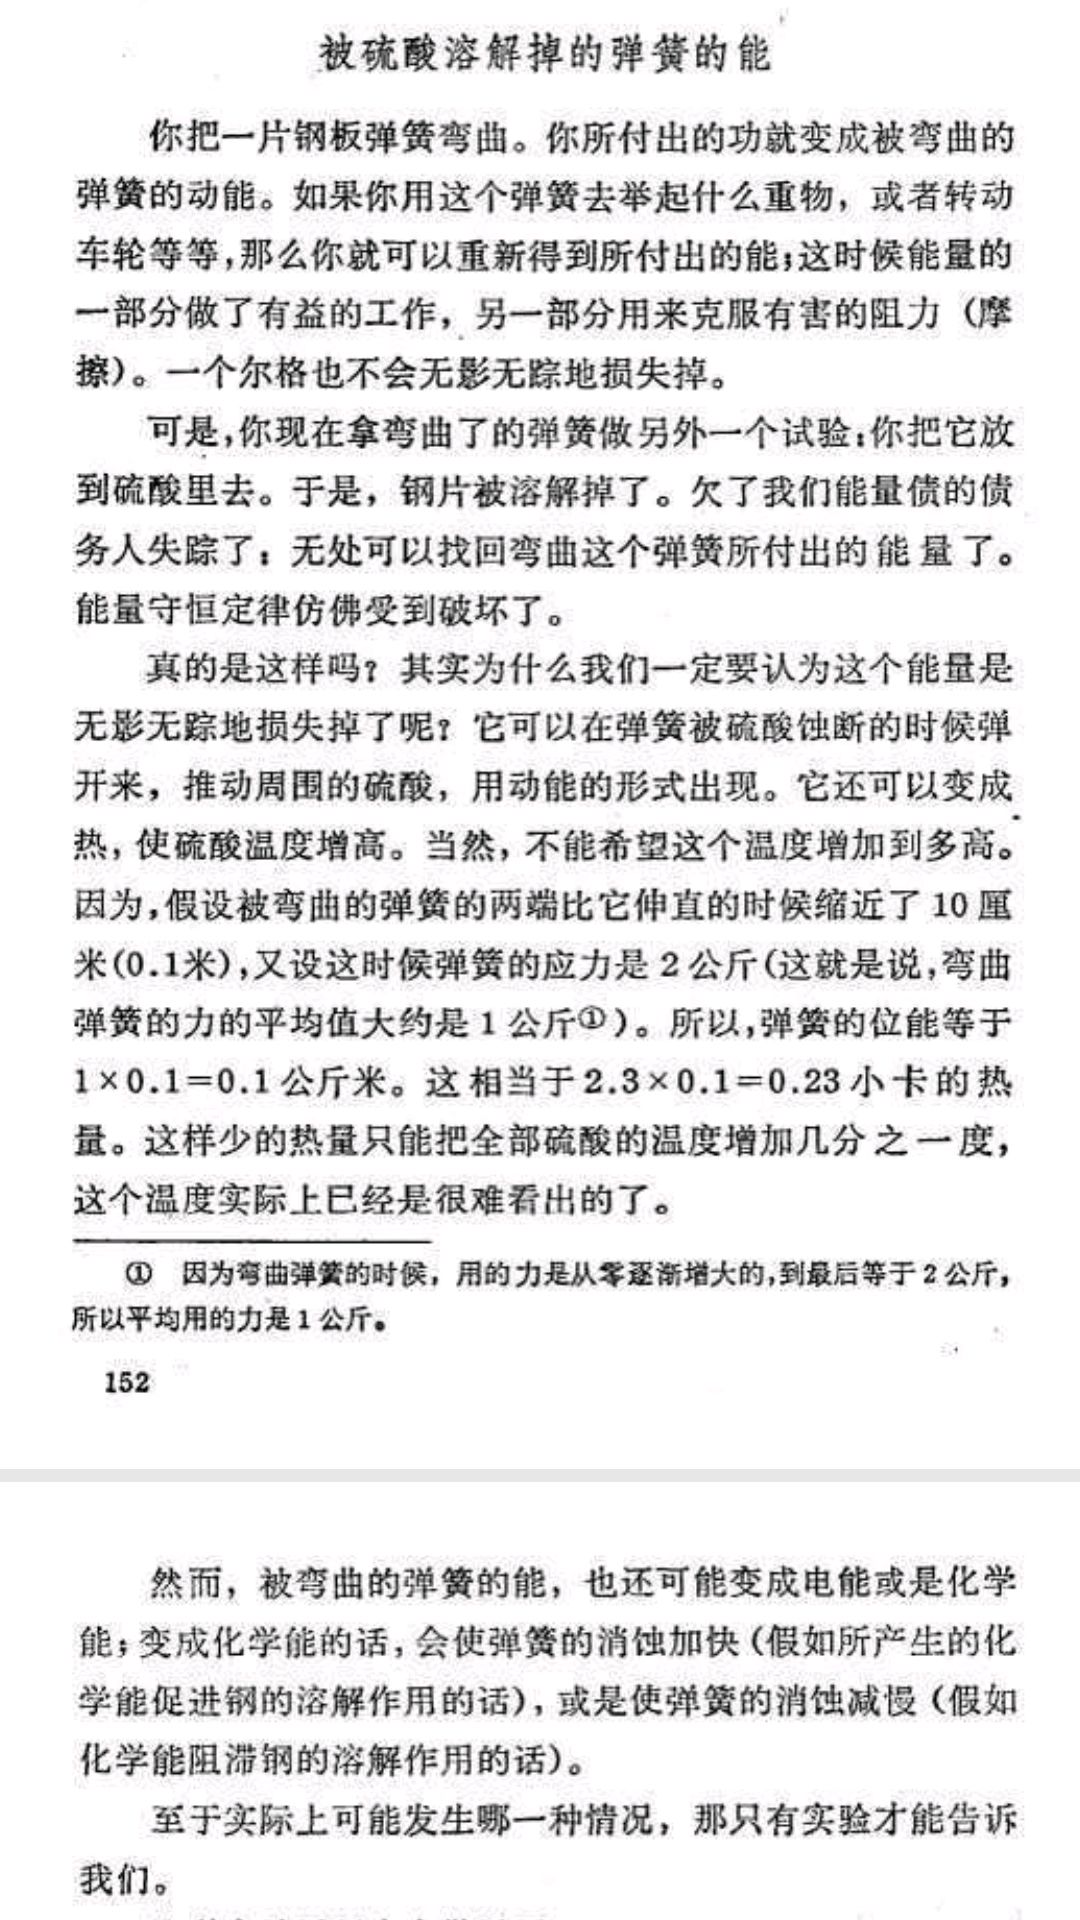 被硫酸溶解掉的弹簧的能
你把一片钢板弹簧弯曲。你所付出的功就变成被弯曲的
弹簧的动能。如果你用这个弹簧去举起什么重物，或者转动
车轮等等,那么你就可以重新得到所付出的能;这时候能量的
一部分做了有益的工作，另一部分用来克服有害的阻力（摩
擦）。一个尔格也不会无影无踪地损失掉。
可是,你现在拿弯曲了的弹簧做另外一个试验:你把它放
到硫酸里去。于是，钢片被溶解掉了。欠了我们能量债的债
务人失踪了：无处可以找回弯曲这个弹簧所付出的能量了。
能量守恒定律仿佛受到破坏了。
真的是这样吗？其实为什么我们一定要认为这个能量是
无影无踪地损失掉了呢？它可以在弹簧被硫酸蚀断的时候弹
开来，推动周围的硫酸，用动能的形式出现。它还可以变成
热，使硫酸温度增高。当然，不能希望这个温度增加到多高。
因为,假设被弯曲的弹簧的两端比它伸直的时候缩近了 10 厘
米(0.1米),又设这时候弹簧的应力是 2 公斤(这就是说,弯曲
弹簧的力的平均值大约是 1 公斤①)。所以,弹簧的位能等于
1×0.1=0.1 公斤米。这相当于 2.3×0.1=0.23 小卡的热
量。这样少的热量只能把全部硫酸的温度增加几分之一度，
这个温度实际上已经是很难看出的了。
① 因为弯曲弹簧的时候，用的力是从零逐渐增大的,到最后等于 2 公斤，
所以平均用的力是 1 公斤。
152
然而，被弯曲的弹簧的能，也还可能变成电能或是化学
能；变成化学能的话，会使弹簧的消蚀加快（假如所产生的化
学能促进钢的溶解作用的话），或是使弹簧的消蚀减慢（假如
化学能阻滞钢的溶解作用的话）。
至于实际上可能发生哪一种情况，那只有实验才能告诉
我们。